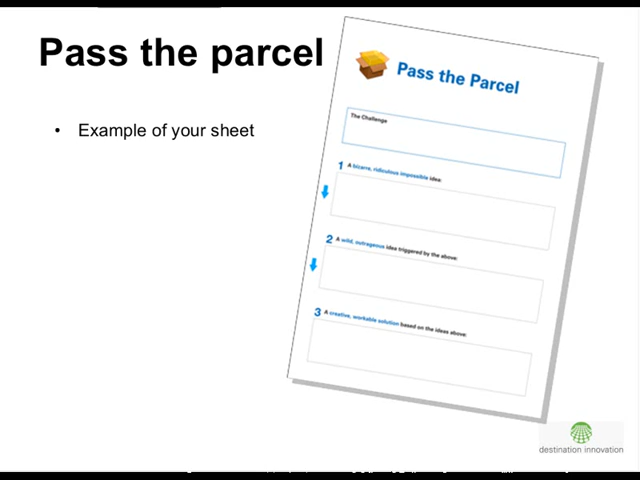 Pass the parcel
• Example of your sheet
Pass the Parcel
The Challenge
1 A bizarre, ridiculous impossible idea:
2 A wild, outrageous idea triggered by the above:
3 A creative, workable solution based on the ideas above:
destination innovation